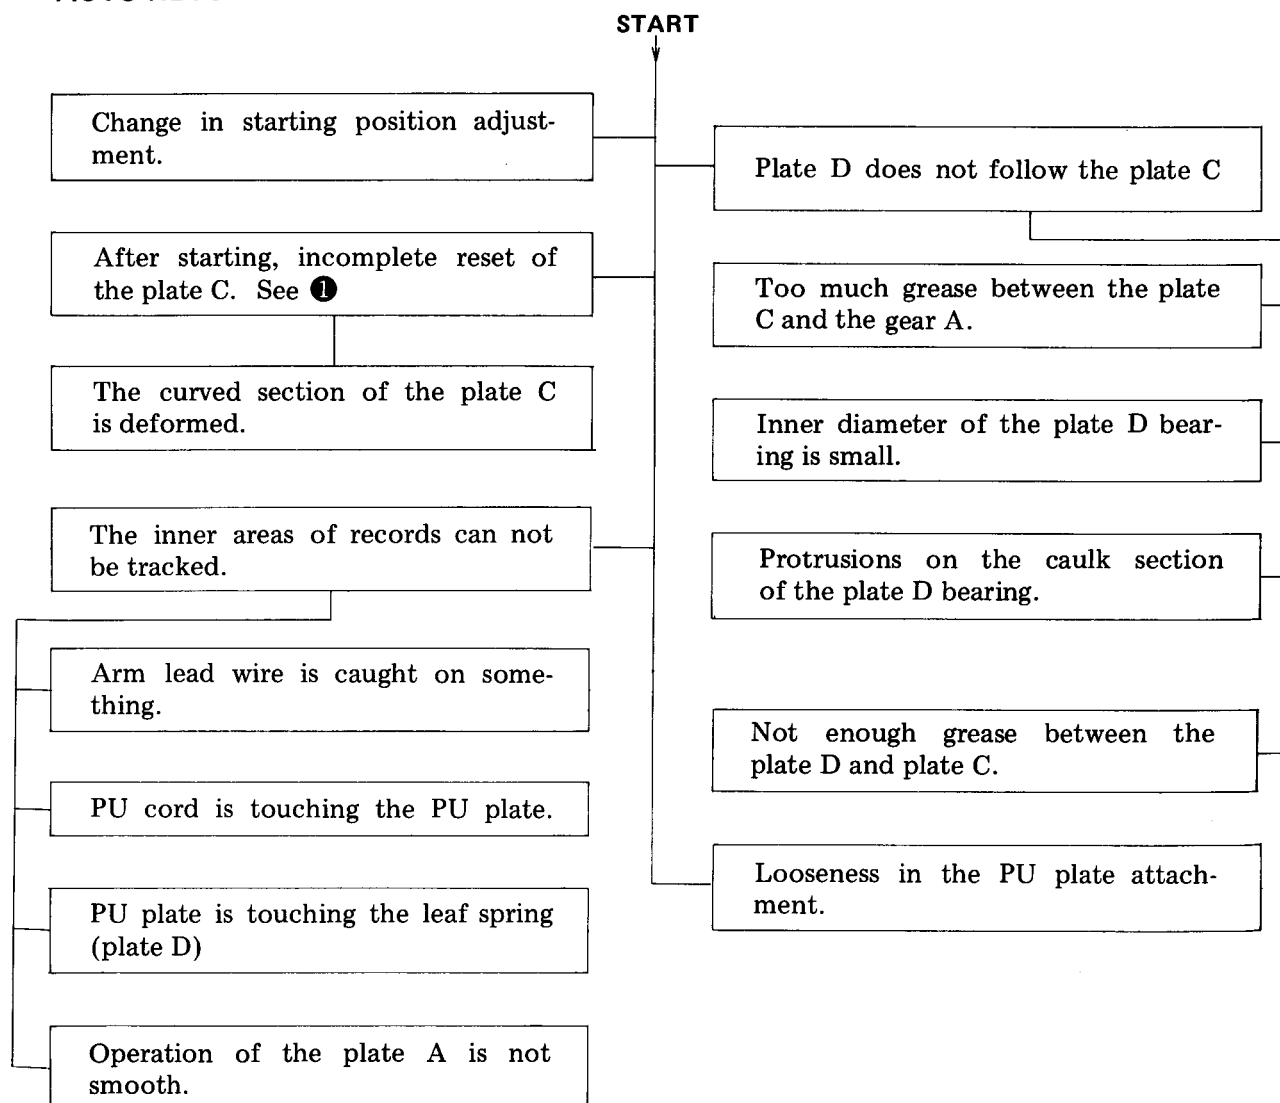 START
Change in starting position adjust-
ment.
After starting, incomplete reset of
the plate C. See ❶
The curved section of the plate C
is deformed.
The inner areas of records can not
be tracked.
Arm lead wire is caught on some-
thing.
PU cord is touching the PU plate.
PU plate is touching the leaf spring
(plate D)
Operation of the plate A is not
smooth.
Plate D does not follow the plate C
Too much grease between the plate
C and the gear A.
Inner diameter of the plate D bear-
ing is small.
Protrusions on the caulk section
of the plate D bearing.
Not enough grease between the
plate D and plate C.
Looseness in the PU plate attach-
ment.